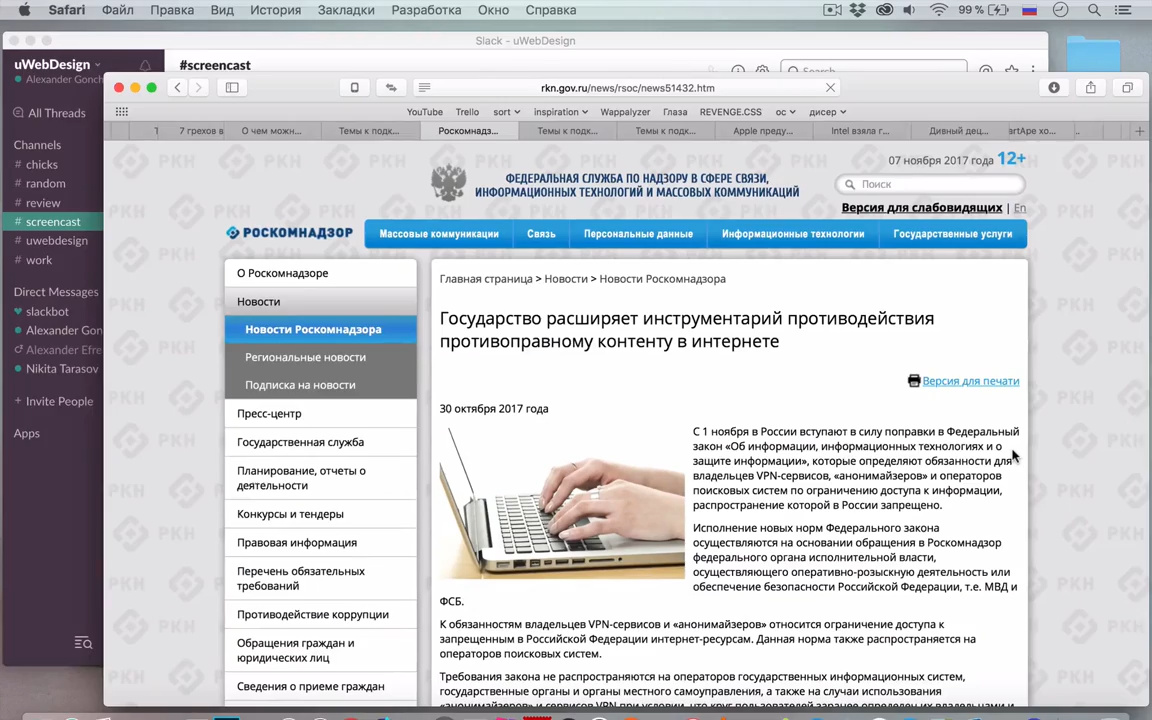 Safari Файл Правка Вид История Закладки Разработка Окно Справка 99 %
Slack - uWebDesign
uWebDesign
Alexander Gonch
#screencast
Search
All Threads
Channels
# chicks
# random
# review
# screencast
# uwebdesign
# work
Direct Messages
slackbot
Alexander Gon
Alexander Efre
Nikita Tarasov
+ Invite People
Apps
rkn.gov.ru/news/rsoc/news51432.htm
YouTube Trello sort inspiration Wappalyzer Глаза REVENGE.CSS ос дисер
7 грехов в О чем можн... Темы к подк... Роскомнадз... Темы к подк... Темы к подк... Apple преду... Intel взяла г... Дивный дец... artApe хо...
07 ноября 2017 года 12+
ФЕДЕРАЛЬНАЯ СЛУЖБА ПО НАДЗОРУ В СФЕРЕ СВЯЗИ,
ИНФОРМАЦИОННЫХ ТЕХНОЛОГИЙ И МАССОВЫХ КОММУНИКАЦИЙ
Поиск
Версия для слабовидящих | En
РОСКОМНАДЗОР
Массовые коммуникации Связь Персональные данные Информационные технологии Государственные услуги
О Роскомнадзоре
Новости
Новости Роскомнадзора
Региональные новости
Подписка на новости
Пресс-центр
Государственная служба
Планирование, отчеты о
деятельности
Конкурсы и тендеры
Правовая информация
Перечень обязательных
требований
Противодействие коррупции
Обращения граждан и
юридических лиц
Сведения о приеме граждан
Главная страница > Новости > Новости Роскомнадзора
Государство расширяет инструментарий противодействия
противоправному контенту в интернете
Версия для печати
30 октября 2017 года
С 1 ноября в России вступают в силу поправки в Федеральный
закон «Об информации, информационных технологиях и о
защите информации», которые определяют обязанности для
владельцев VPN-сервисов, «анонимайзеров» и операторов
поисковых систем по ограничению доступа к информации,
распространение которой в России запрещено.
Исполнение новых норм Федерального закона
осуществляются на основании обращения в Роскомнадзор
федерального органа исполнительной власти,
осуществляющего оперативно-розыскную деятельность или
обеспечение безопасности Российской Федерации, т.е. МВД и
ФСБ.
К обязанностям владельцев VPN-сервисов и «анонимайзеров» относится ограничение доступа к
запрещенным в Российской Федерации интернет-ресурсам. Данная норма также распространяется на
операторов поисковых систем.
Требования закона не распространяются на операторов государственных информационных систем,
государственные органы и органы местного самоуправления, а также на случаи использования